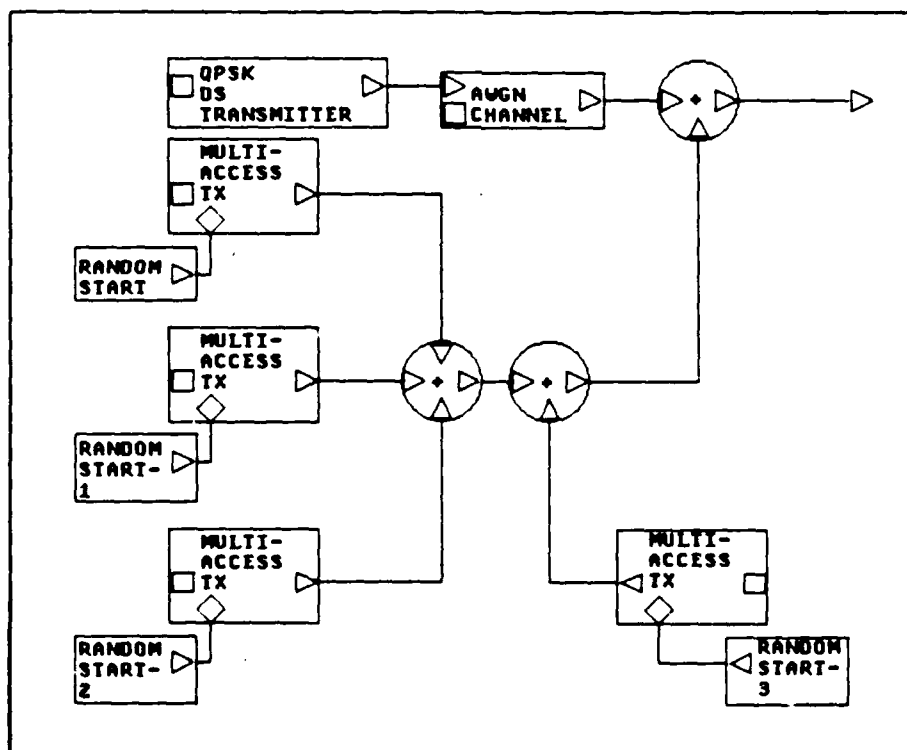 QPSK
DS
TRANSMITTER
AWGN
CHANNEL
+
MULTI-
ACCESS
TX
RANDOM
START
MULTI-
ACCESS
TX
+
+
RANDOM
START-
1
MULTI-
ACCESS
TX
RANDOM
START-
2
MULTI-
ACCESS
TX
RANDOM
START-
3